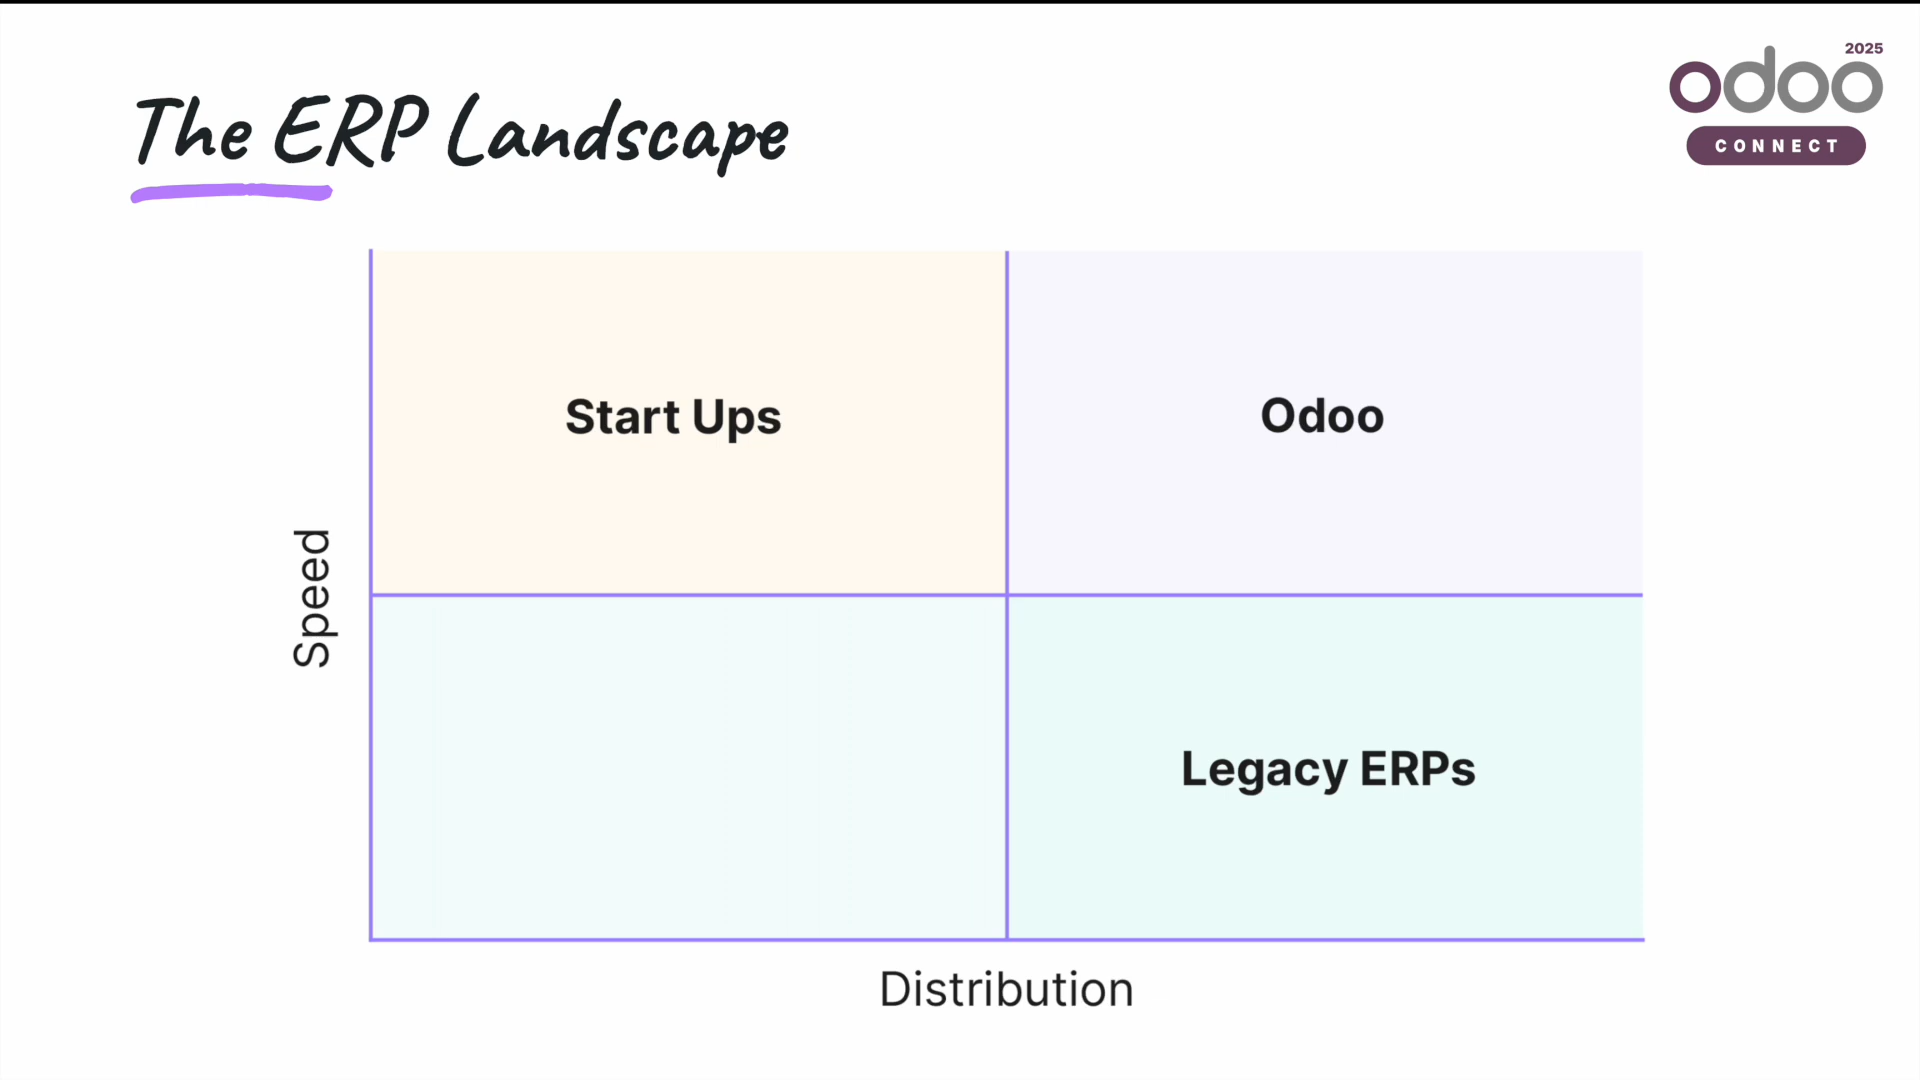 2025
odoo
CONNECT
The ERP Landscape
Start Ups
Odoo
Speed
Legacy ERPs
Distribution